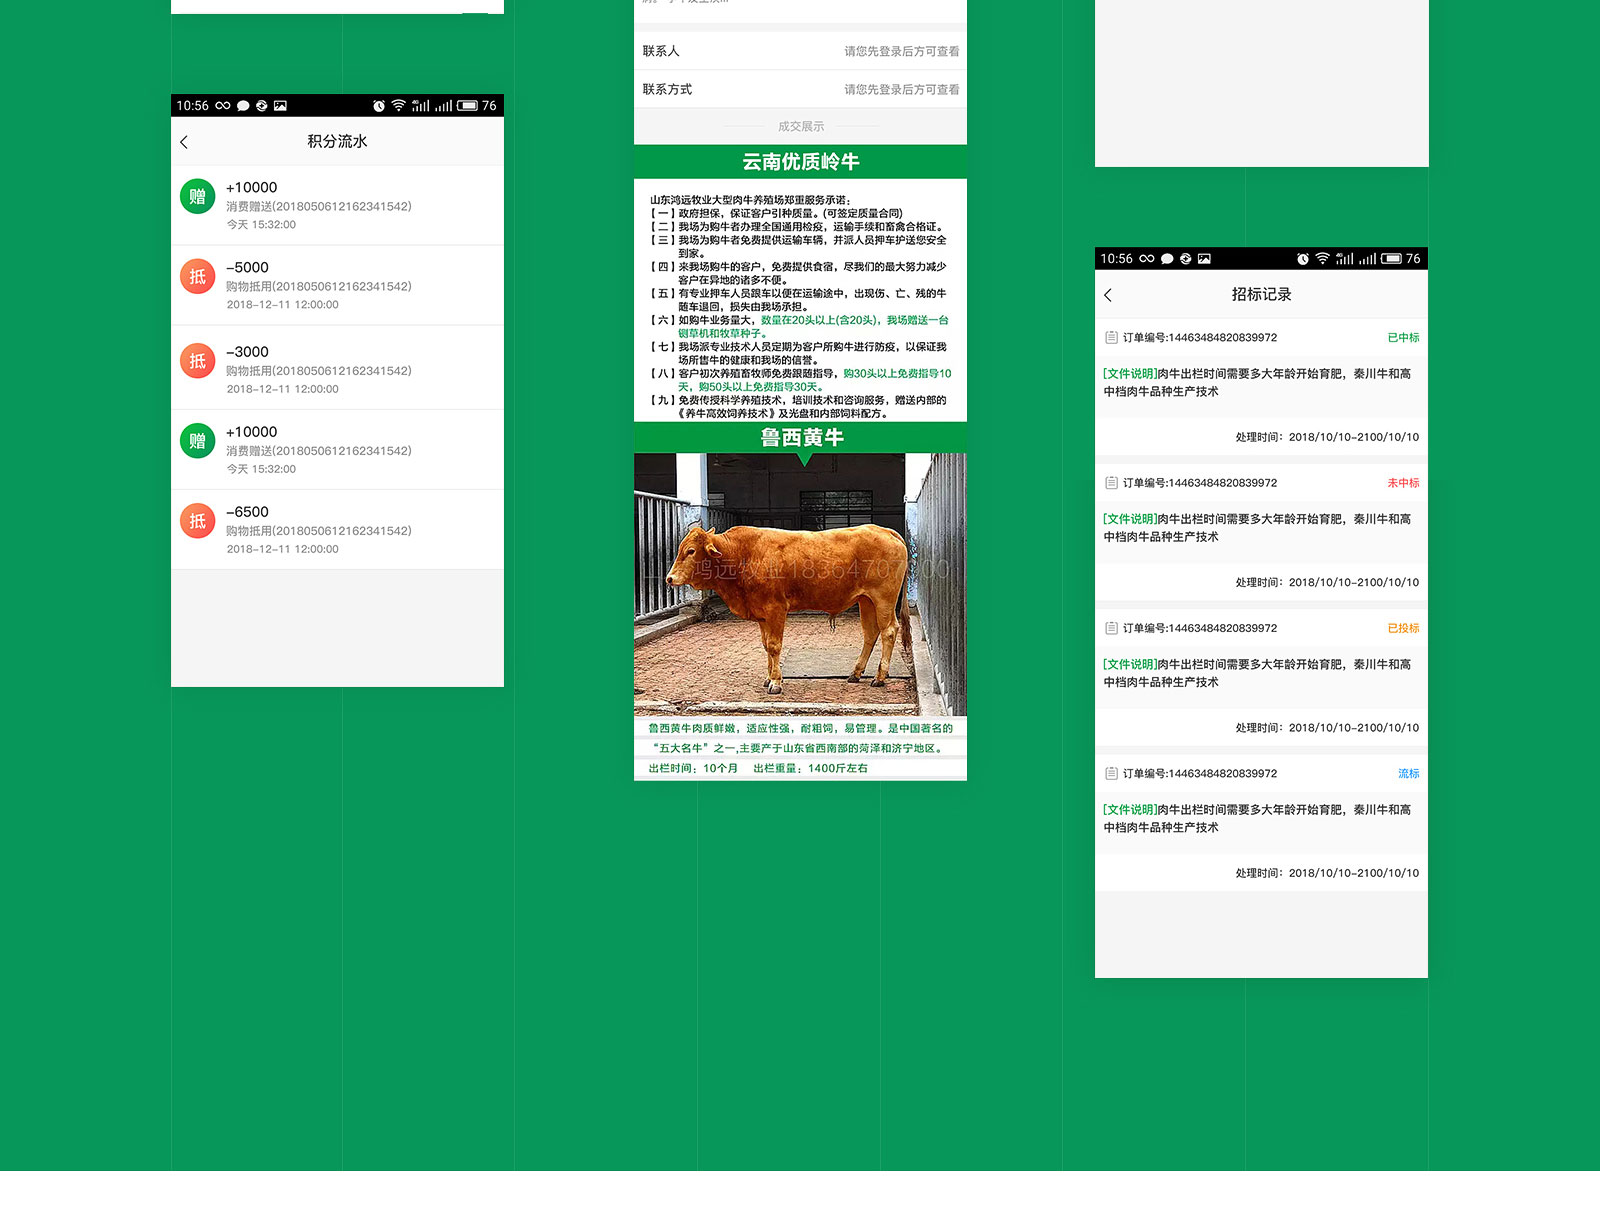 10:56
76
积分流水
赠
+10000
消费赠送(2018050612162341542)
今天 15:32:00
抵
-5000
购物抵用(2018050612162341542)
2018-12-11 12:00:00
抵
-3000
购物抵用(2018050612162341542)
2018-12-11 12:00:00
赠
+10000
消费赠送(2018050612162341542)
今天 15:32:00
抵
-6500
购物抵用(2018050612162341542)
2018-12-11 12:00:00
联系人 请您先登录后方可查看
联系方式 请您先登录后方可查看
成交展示
云南优质岭牛
山东鸿远牧业大型肉牛养殖场郑重服务承诺：
【一】政府担保，保证客户引种质量。(可签定质量合同)
【二】我场为购牛者办理全国通用检疫，运输手续和畜禽合格证。
【三】我场为购牛者免费提供运输车辆，并派人员押车护送您安全
到家。
【四】来我场购牛的客户，免费提供食宿，尽我们的最大努力减少
客户在异地的诸多不便。
【五】有专业押车人员跟车以便在运输途中，出现伤、亡、残的牛
随车退回，损失由我场承担。
【六】如购牛业务量大，数量在20头以上(含20头)，我场赠送一台
铡草机和牧草种子。
【七】我场派专业技术人员定期为客户所购牛进行防疫，以保证我
场所售牛的健康和我场的信誉。
【八】客户初次养殖畜牧师免费跟随指导，购30头以上免费指导10
天，购50头以上免费指导30天。
【九】免费传授科学养殖技术，培训技术和咨询服务，赠送内部的
《养牛高效饲养技术》及光盘和内部饲料配方。
鲁西黄牛
鲁西黄牛肉质鲜嫩，适应性强，耐粗饲，易管理。是中国著名的
“五大名牛”之一,主要产于山东省西南部的菏泽和济宁地区。
出栏时间：10个月 出栏重量：1400斤左右
10:56
76
招标记录
订单编号:14463484820839972 已中标
[文件说明]肉牛出栏时间需要多大年龄开始育肥，秦川牛和高
中档肉牛品种生产技术
处理时间：2018/10/10-2100/10/10
订单编号:14463484820839972 未中标
[文件说明]肉牛出栏时间需要多大年龄开始育肥，秦川牛和高
中档肉牛品种生产技术
处理时间：2018/10/10-2100/10/10
订单编号:14463484820839972 已投标
[文件说明]肉牛出栏时间需要多大年龄开始育肥，秦川牛和高
中档肉牛品种生产技术
处理时间：2018/10/10-2100/10/10
订单编号:14463484820839972 流标
[文件说明]肉牛出栏时间需要多大年龄开始育肥，秦川牛和高
中档肉牛品种生产技术
处理时间：2018/10/10-2100/10/10